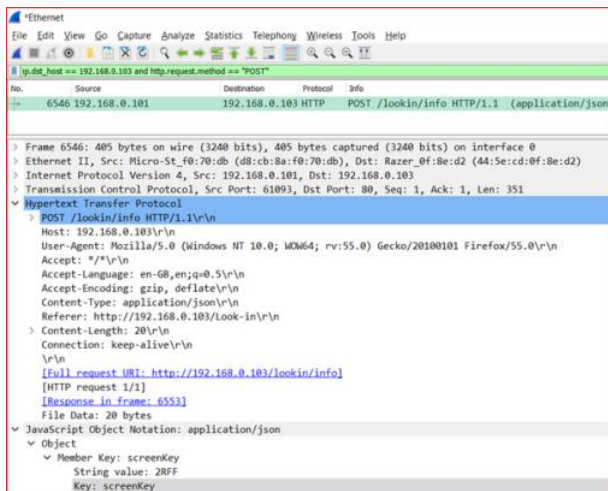 *Ethernet
File Edit View Go Capture Analyze Statistics Telephony Wireless Tools Help
ip.dst_host == 192.168.0.103 and http.request.method == "POST"
No. Source Destination Protocol Info
6546 192.168.0.101 192.168.0.103 HTTP POST /lookin/info HTTP/1.1 (application/json
Frame 6546: 405 bytes on wire (3240 bits), 405 bytes captured (3240 bits) on interface 0
Ethernet II, Src: Micro-St_f0:70:db (d8:cb:8a:f0:70:db), Dst: Razer_0f:8e:d2 (44:5e:cd:0f:8e:d2)
Internet Protocol Version 4, Src: 192.168.0.101, Dst: 192.168.0.103
Transmission Control Protocol, Src Port: 61093, Dst Port: 80, Seq: 1, Ack: 1, Len: 351
Hypertext Transfer Protocol
POST /lookin/info HTTP/1.1\r\n
Host: 192.168.0.103\r\n
User-Agent: Mozilla/5.0 (Windows NT 10.0; WOW64; rv:55.0) Gecko/20100101 Firefox/55.0\r\n
Accept: */*\r\n
Accept-Language: en-GB,en;q=0.5\r\n
Accept-Encoding: gzip, deflate\r\n
Content-Type: application/json\r\n
Referer: http://192.168.0.103/Look-in\r\n
Content-Length: 20\r\n
Connection: keep-alive\r\n
\r\n
[Full request URI: http://192.168.0.103/lookin/info]
[HTTP request 1/1]
[Response in frame: 6553]
File Data: 20 bytes
JavaScript Object Notation: application/json
Object
Member Key: screenKey
String value: 2RFF
Key: screenKey